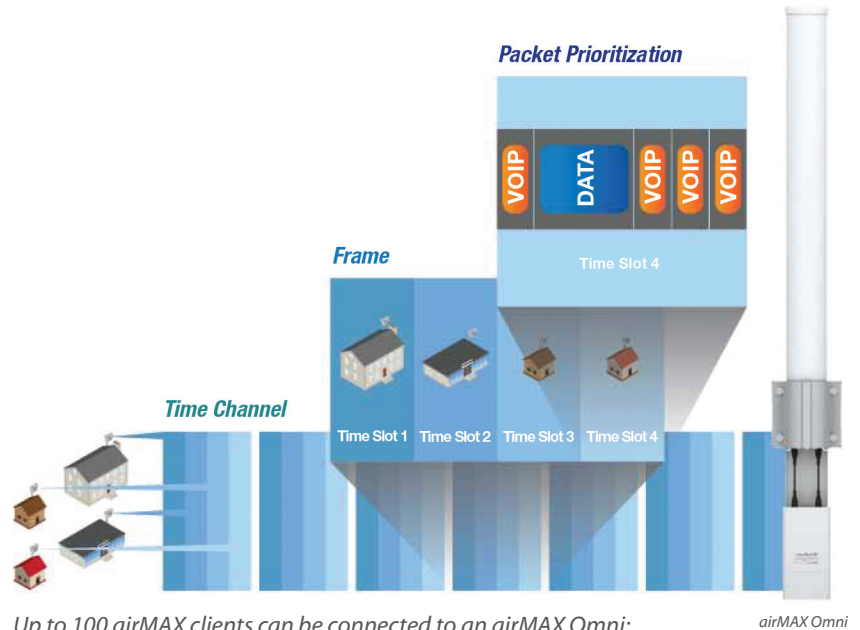 Packet Prioritization
VOIP DATA VOIP VOIP VOIP
Time Slot 4
Frame
Time Slot 1 Time Slot 2 Time Slot 3 Time Slot 4
Time Channel
Up to 100 airMAX clients can be connected to an airMAX Omni;
airMAX Omni